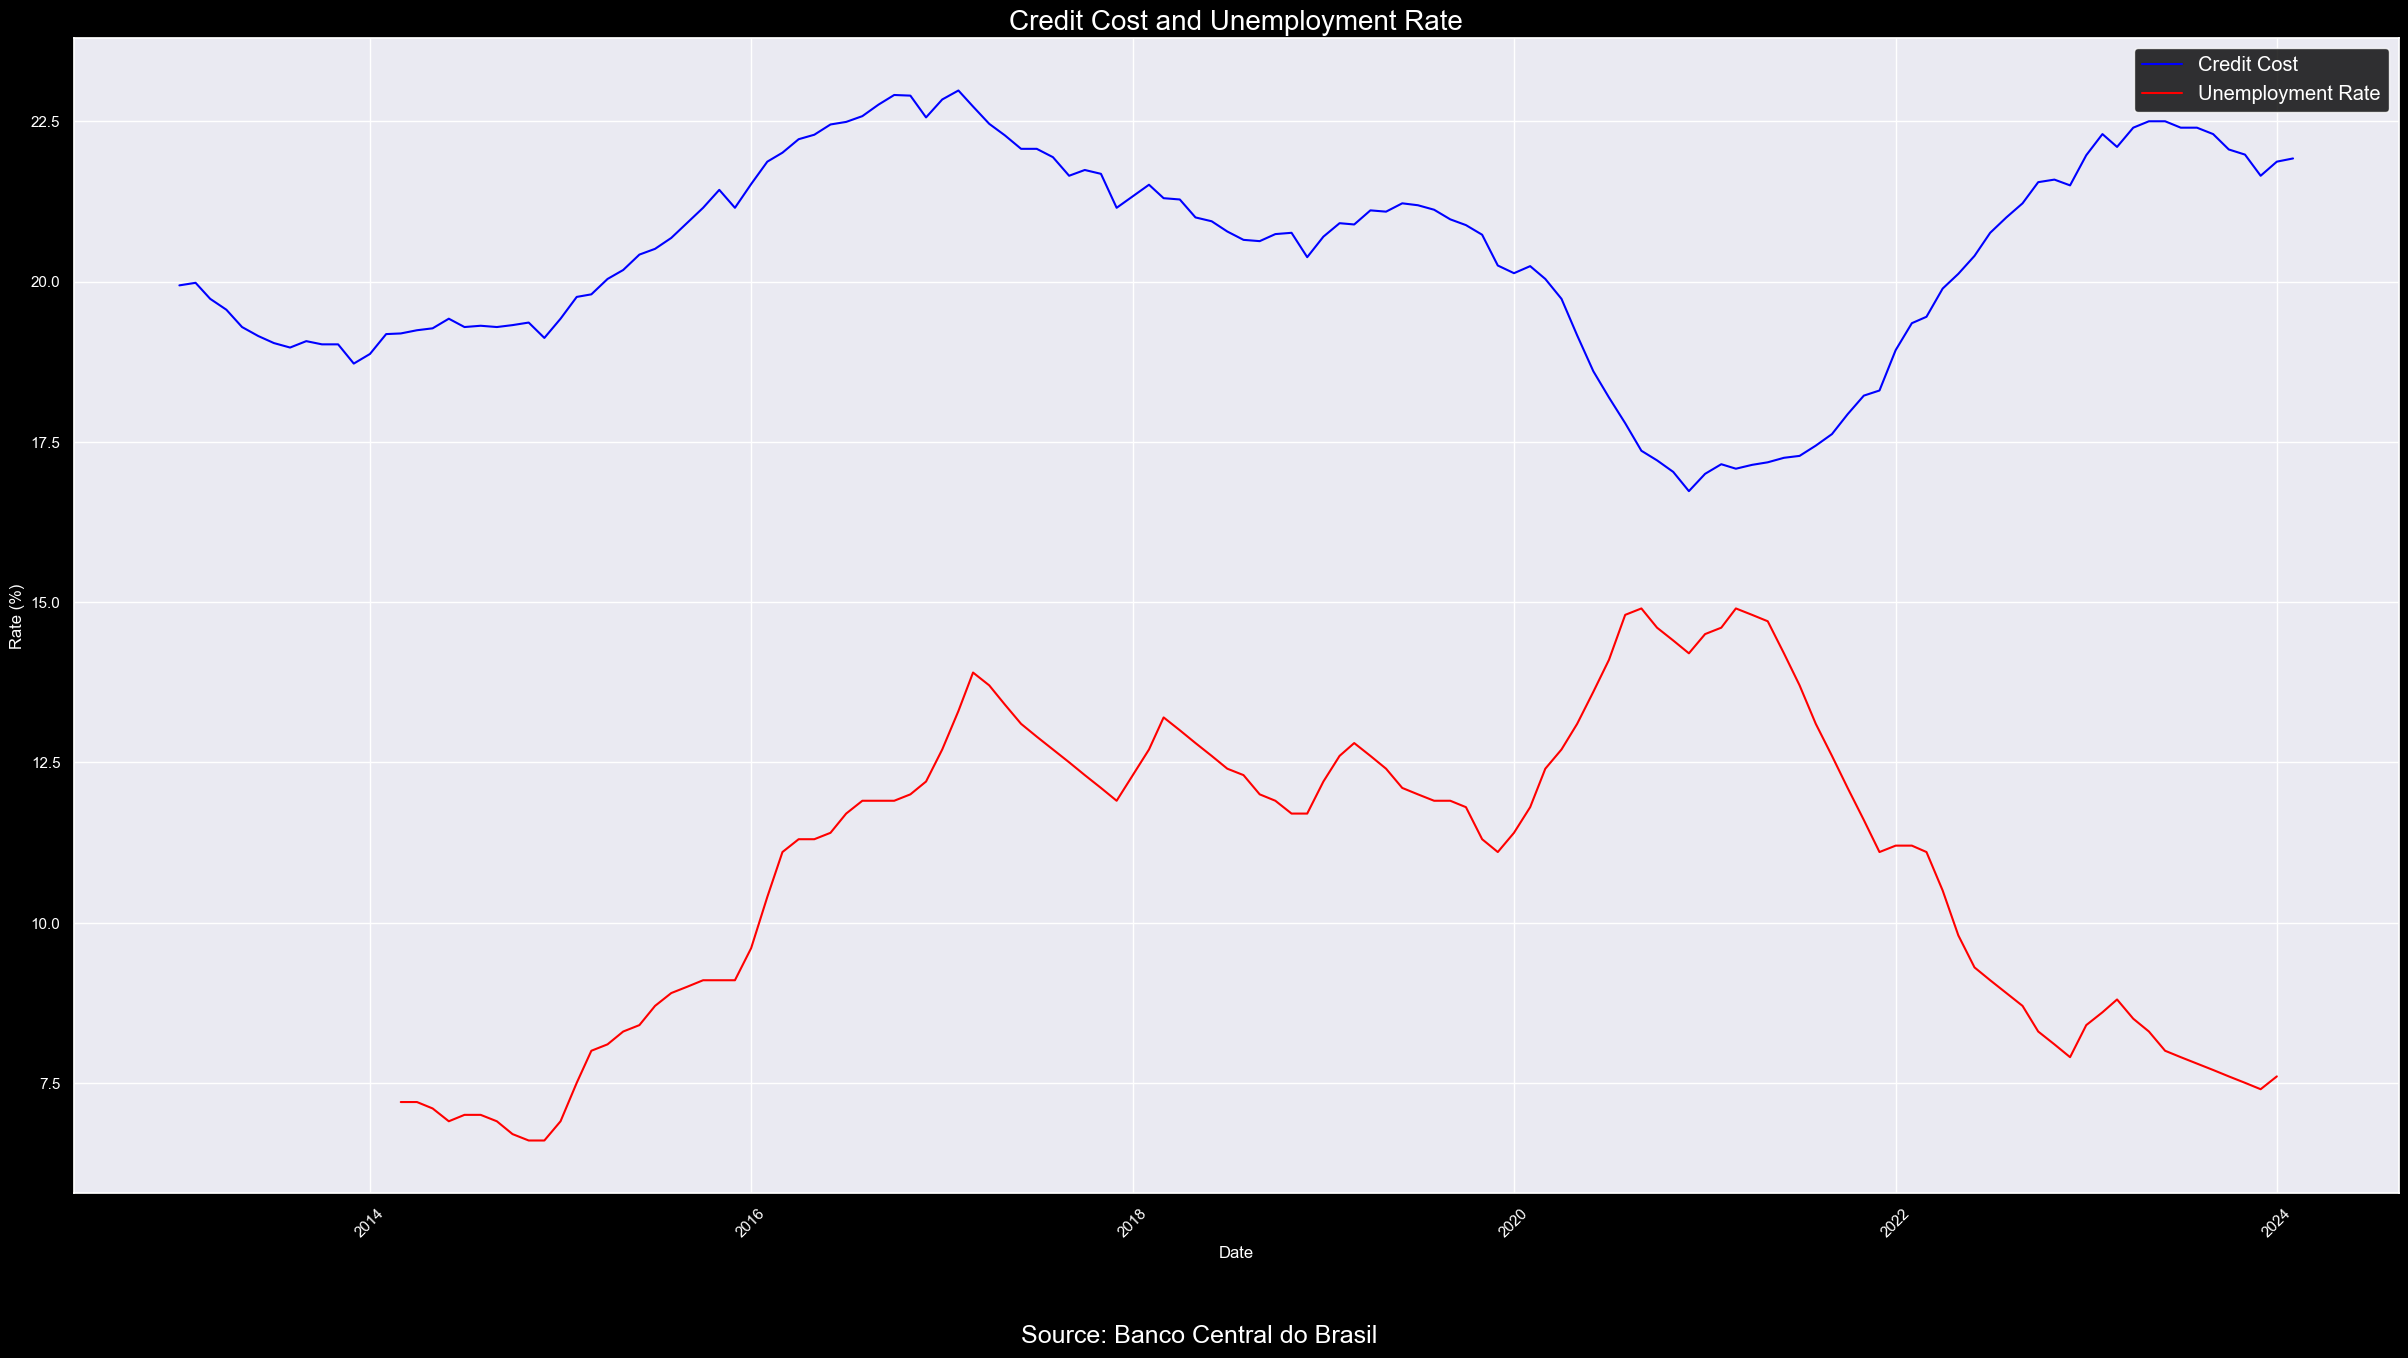 Credit Cost and Unemployment Rate
Credit Cost
Unemployment Rate
22.5
20.0
17.5
15.0
12.5
10.0
7.5
Rate (%)
2014
2016
2018
2020
2022
2024
Date
Source: Banco Central do Brasil